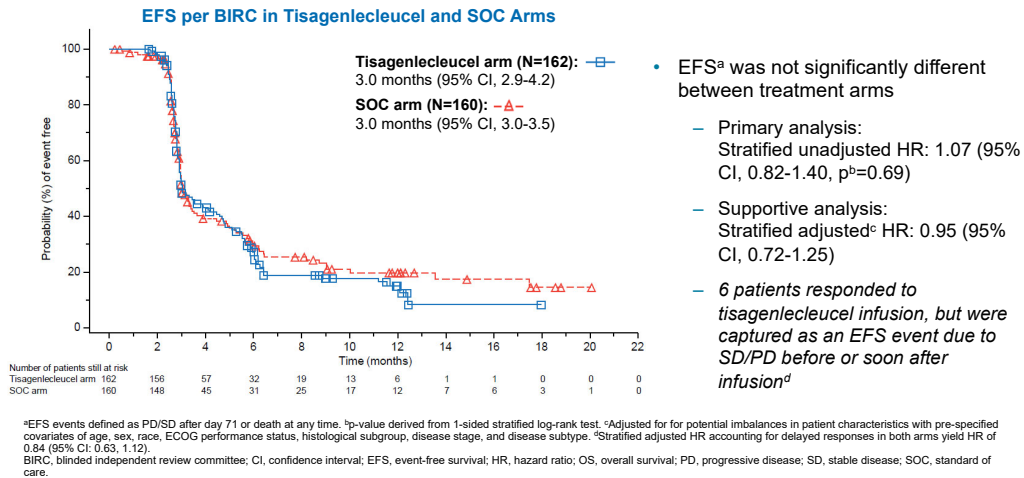 EFS per BIRC in Tisagenlecleucel and SOC Arms
Probability (%) of event free
100
80
60
40
20
0
Tisagenlecleucel arm (N=162):
3.0 months (95% CI, 2.9-4.2)
SOC arm (N=160):
3.0 months (95% CI, 3.0-3.5)
0 2 4 6 8 10 12 14 16 18 20 22
Time (months)
Number of patients still at risk
Tisagenlecleucel arm 162 156 57 32 19 13 6 1 1 0 0 0
SOC arm 160 148 45 31 25 17 12 7 6 3 1 0
• EFSᵃ was not significantly different
between treatment arms
– Primary analysis:
Stratified unadjusted HR: 1.07 (95%
CI, 0.82-1.40, pᵇ=0.69)
– Supportive analysis:
Stratified adjustedᶜ HR: 0.95 (95%
CI, 0.72-1.25)
– 6 patients responded to
tisagenlecleucel infusion, but were
captured as an EFS event due to
SD/PD before or soon after
infusionᵈ
ᵃEFS events defined as PD/SD after day 71 or death at any time. ᵇp-value derived from 1-sided stratified log-rank test. ᶜAdjusted for for potential imbalances in patient characteristics with pre-specified
covariates of age, sex, race, ECOG performance status, histological subgroup, disease stage, and disease subtype. ᵈStratified adjusted HR accounting for delayed responses in both arms yield HR of
0.84 (95% CI: 0.63, 1.12).
BIRC, blinded independent review committee; CI, confidence interval; EFS, event-free survival; HR, hazard ratio; OS, overall survival; PD, progressive disease; SD, stable disease; SOC, standard of
care.